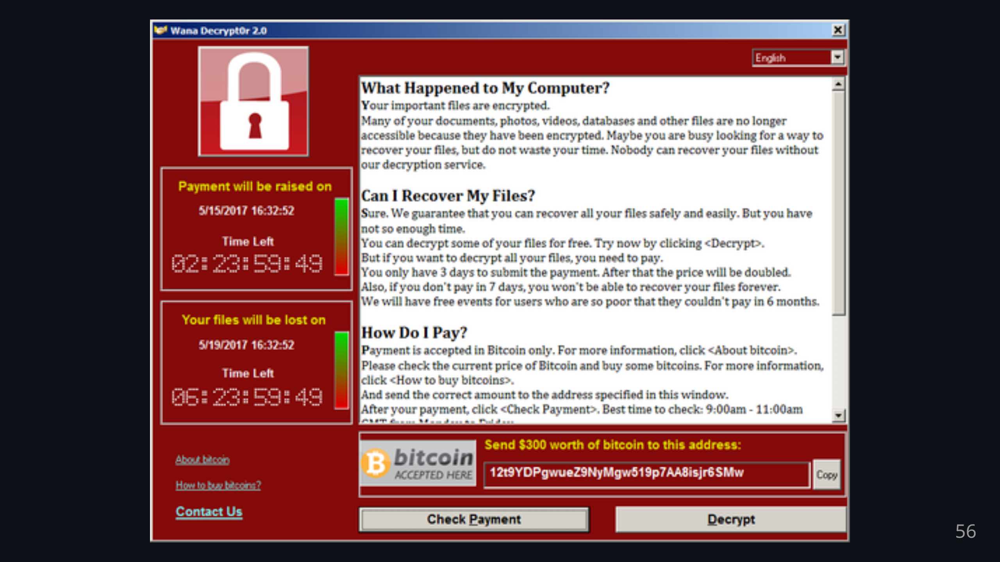 Wana Decrypt0r 2.0
English
What Happened to My Computer?
Your important files are encrypted.
Many of your documents, photos, videos, databases and other files are no longer
accessible because they have been encrypted. Maybe you are busy looking for a way to
recover your files, but do not waste your time. Nobody can recover your files without
our decryption service.
Can I Recover My Files?
Sure. We guarantee that you can recover all your files safely and easily. But you have
not so enough time.
You can decrypt some of your files for free. Try now by clicking <Decrypt>.
But if you want to decrypt all your files, you need to pay.
You only have 3 days to submit the payment. After that the price will be doubled.
Also, if you don't pay in 7 days, you won't be able to recover your files forever.
We will have free events for users who are so poor that they couldn't pay in 6 months.
How Do I Pay?
Payment is accepted in Bitcoin only. For more information, click <About bitcoin>.
Please check the current price of Bitcoin and buy some bitcoins. For more information,
click <How to buy bitcoins>.
And send the correct amount to the address specified in this window.
After your payment, click <Check Payment>. Best time to check: 9:00am - 11:00am
GMT from Monday to Friday.
Payment will be raised on
5/15/2017 16:32:52
Time Left
02:23:59:49
Your files will be lost on
5/19/2017 16:32:52
Time Left
06:23:59:49
About bitcoin
How to buy bitcoins?
Contact Us
bitcoin
ACCEPTED HERE
Send $300 worth of bitcoin to this address:
12t9YDPgwueZ9NyMgw519p7AA8isjr6SMw
Copy
Check Payment
Decrypt
56